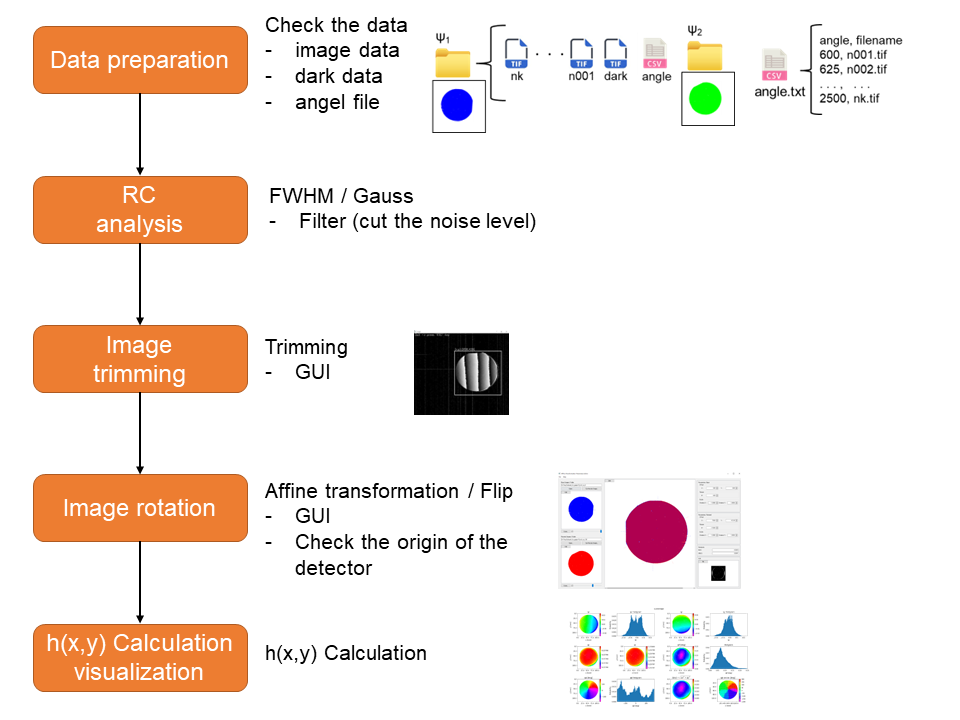 Data preparation
Check the data
- image data
- dark data
- angel file
Ψ1
TIF
nk
. . .
TIF
n001
TIF
dark
CSV
angle
Ψ2
CSV
angle.txt
angle, filename
600, n001.tif
625, n002.tif
. . . , . . .
2500, nk.tif
RC
analysis
FWHM / Gauss
- Filter (cut the noise level)
Image
trimming
Trimming
- GUI
Image rotation
Affine transformation / Flip
- GUI
- Check the origin of the
detector
h(x,y) Calculation
visualization
h(x,y) Calculation